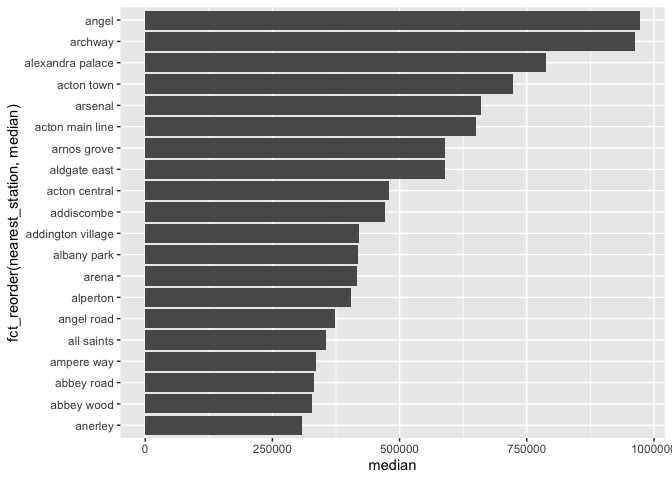 angel
archway
alexandra palace
acton town
arsenal
acton main line
arnos grove
aldgate east
acton central
addiscombe
addington village
albany park
arena
alperton
angel road
all saints
ampere way
abbey road
abbey wood
anerley
fct_reorder(nearest_station, median)
0 250000 500000 750000 1000000
median